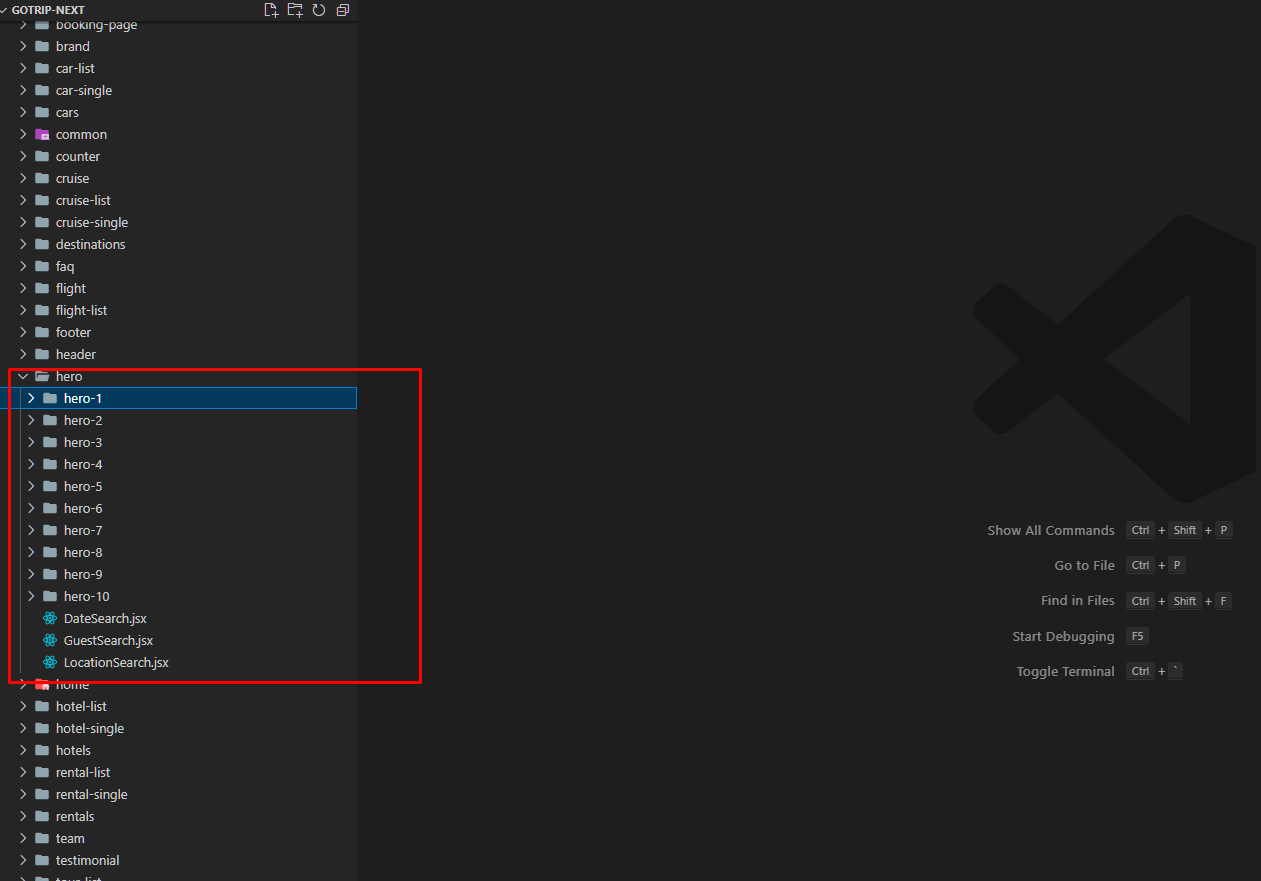 GOTRIP-NEXT
booking-page
brand
car-list
car-single
cars
common
counter
cruise
cruise-list
cruise-single
destinations
faq
flight
flight-list
footer
header
hero
hero-1
hero-2
hero-3
hero-4
hero-5
hero-6
hero-7
hero-8
hero-9
hero-10
DateSearch.jsx
GuestSearch.jsx
LocationSearch.jsx
home
hotel-list
hotel-single
hotels
rental-list
rental-single
rentals
team
testimonial
tour-list
Show All Commands Ctrl + Shift + P
Go to File Ctrl + P
Find in Files Ctrl + Shift + F
Start Debugging F5
Toggle Terminal Ctrl + `